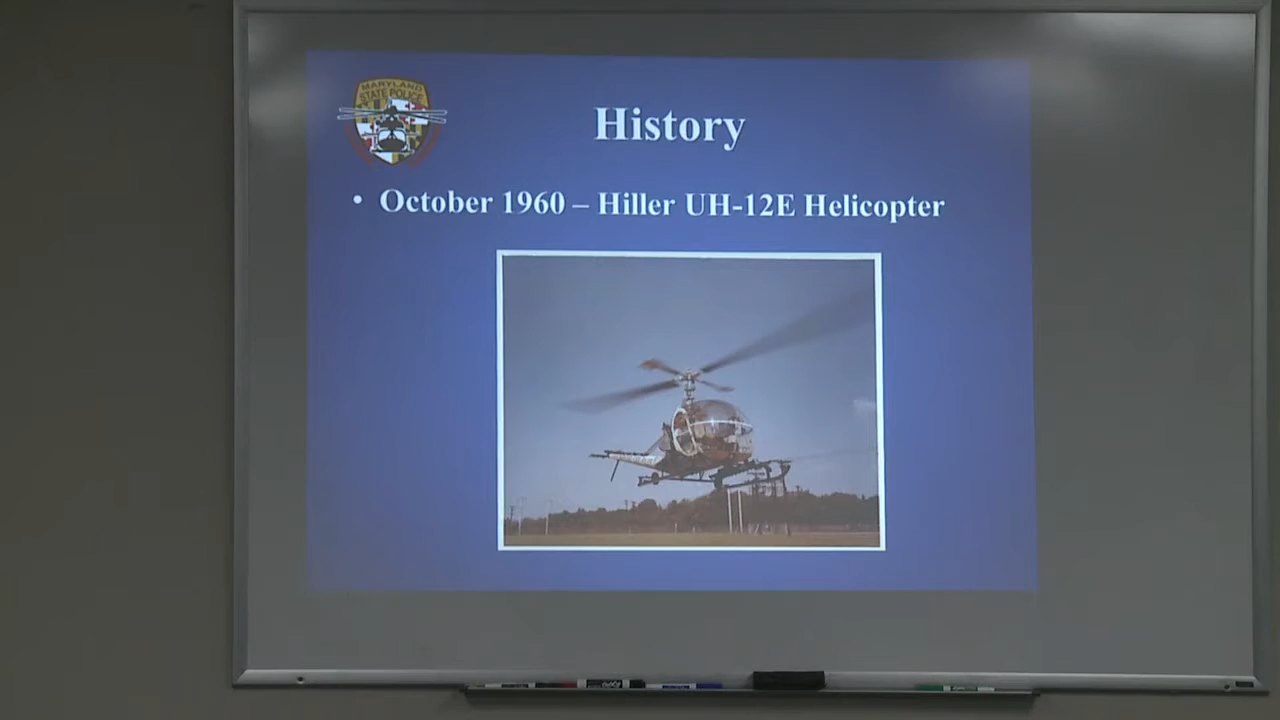 MARYLAND
STATE POLICE
History
• October 1960 – Hiller UH-12E Helicopter